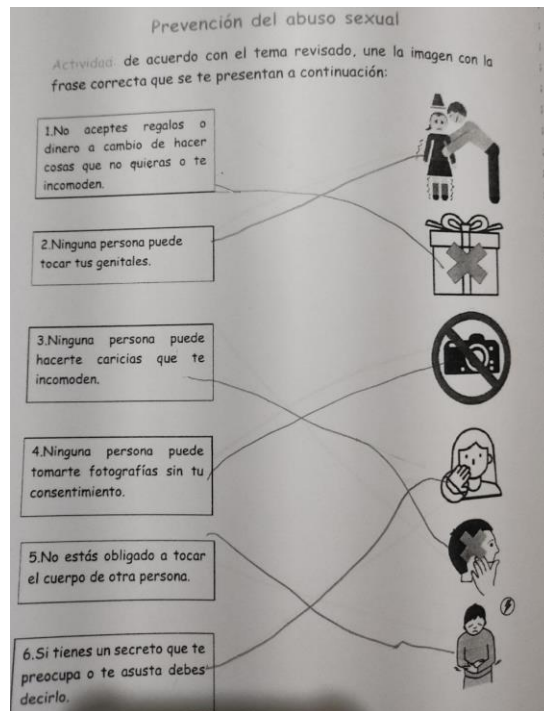 Prevención del abuso sexual
Actividad: de acuerdo con el tema revisado, une la imagen con la
frase correcta que se te presentan a continuación:
1.No aceptes regalos o
dinero a cambio de hacer
cosas que no quieras o te
incomoden.
2.Ninguna persona puede
tocar tus genitales.
3.Ninguna persona puede
hacerte caricias que te
incomoden.
4.Ninguna persona puede
tomarte fotografías sin tu
consentimiento.
5.No estás obligado a tocar
el cuerpo de otra persona.
6.Si tienes un secreto que te
preocupa o te asusta debes
decirlo.